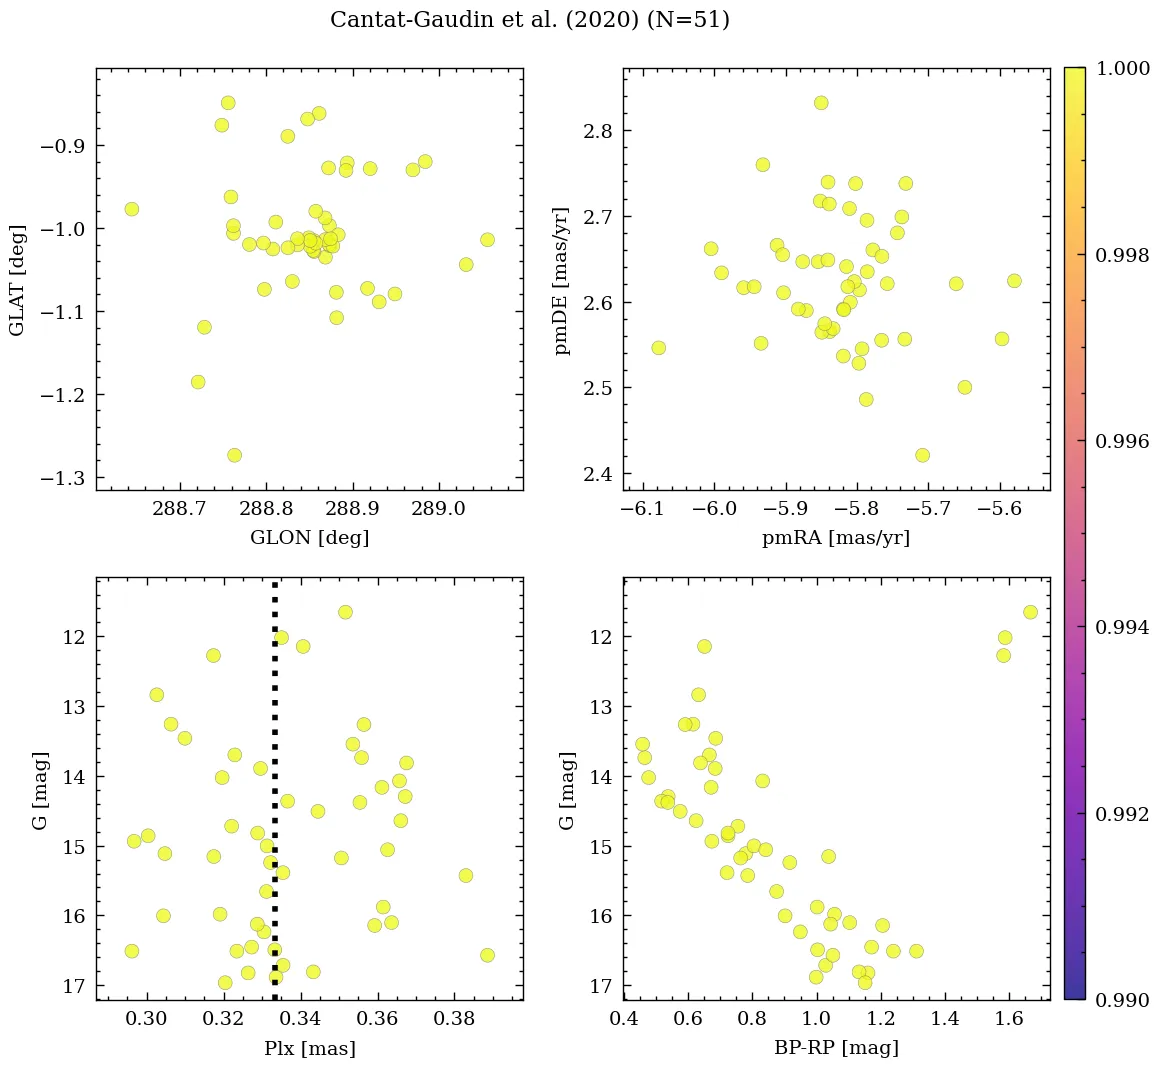 Cantat-Gaudin et al. (2020) (N=51)
−0.9
−1.0
−1.1
−1.2
−1.3
GLAT [deg]
288.7 288.8 288.9 289.0
GLON [deg]
2.8
2.7
2.6
2.5
2.4
pmDE [mas/yr]
−6.1 −6.0 −5.9 −5.8 −5.7 −5.6
pmRA [mas/yr]
12
13
14
15
16
17
G [mag]
0.30 0.32 0.34 0.36 0.38
Plx [mas]
12
13
14
15
16
17
G [mag]
0.4 0.6 0.8 1.0 1.2 1.4 1.6
BP-RP [mag]
1.000
0.998
0.996
0.994
0.992
0.990